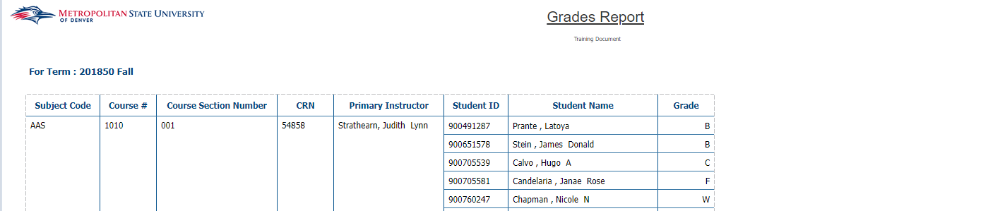 METROPOLITAN STATE UNIVERSITY
OF DENVER
Grades Report
Training Document
For Term : 201850 Fall
Subject Code Course # Course Section Number CRN Primary Instructor Student ID Student Name Grade
AAS 1010 001 54858 Strathearn, Judith Lynn 900491287 Prante , Latoya B
900651578 Stein , James Donald B
900705539 Calvo , Hugo A C
900705581 Candelaria , Janae Rose F
900760247 Chapman , Nicole N W